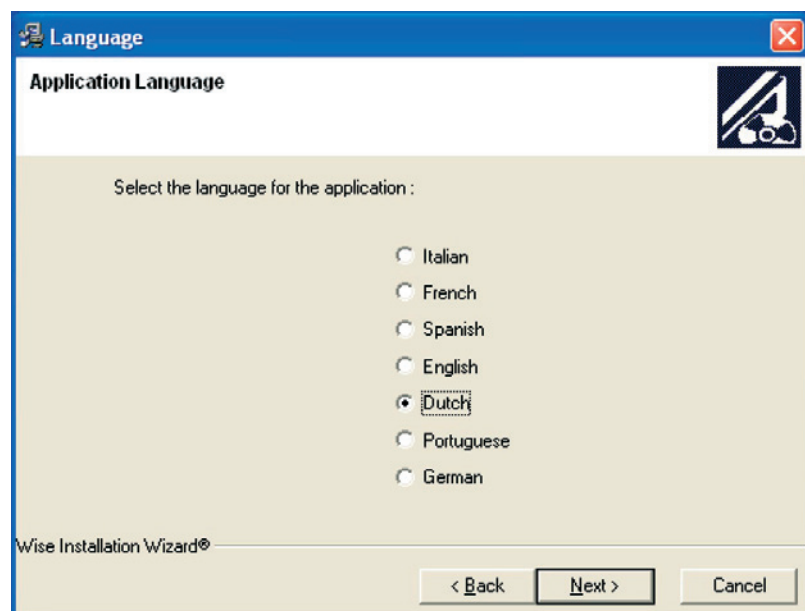 Language
Application Language
Select the language for the application :
Italian
French
Spanish
English
Dutch
Portuguese
German
Wise Installation Wizard®
< Back
Next >
Cancel